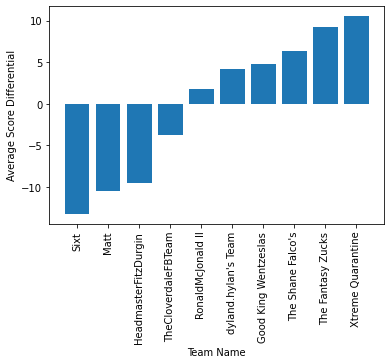 Average Score Differential
10
5
0
−5
−10
Sixt
Matt
HeadmasterFitzDurgin
TheCloverdaleFBTeam
RonaldMcJonald II
dyland.hylan's Team
Good King Wentzeslas
The Shane Falco's
The Fantasy Zucks
Xtreme Quarantine
Team Name